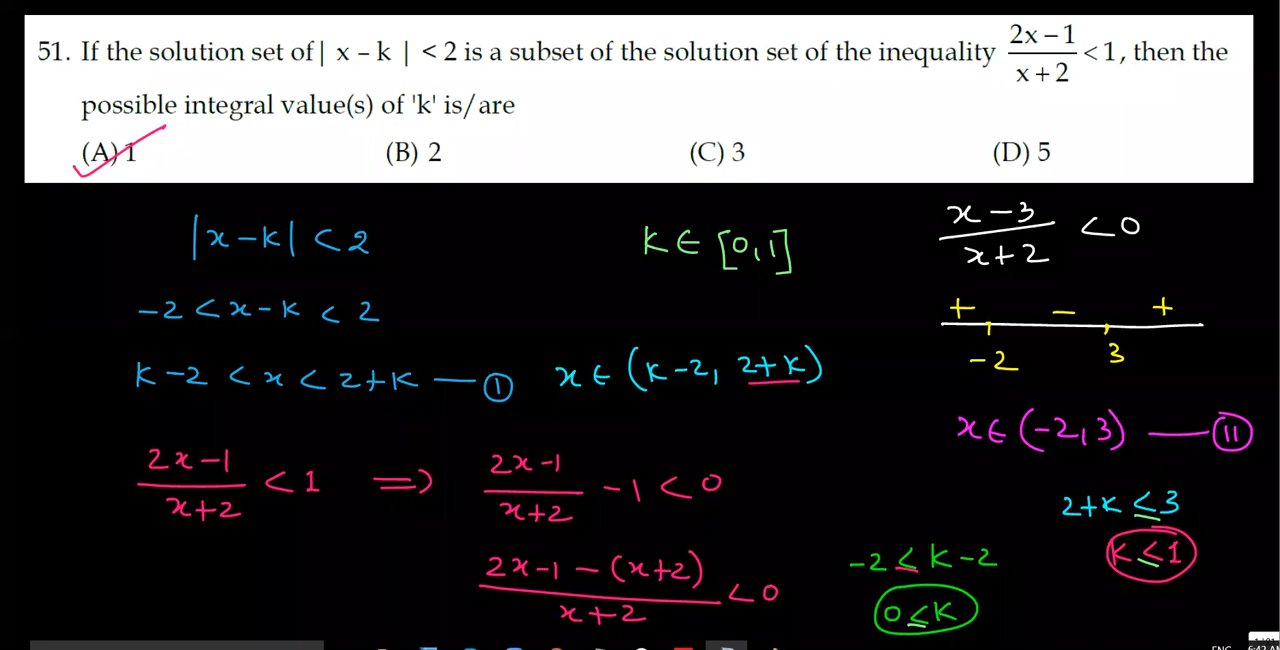 51. If the solution set of | x – k | < 2 is a subset of the solution set of the inequality (2x – 1)/(x + 2) < 1, then the
possible integral value(s) of 'k' is/are
(A) 1 (B) 2 (C) 3 (D) 5
|x – k| < 2
–2 < x – k < 2
k – 2 < x < 2 + k — ①
x ∈ (k – 2, 2 + k)
(2x – 1)/(x + 2) < 1 ⇒ (2x – 1)/(x + 2) – 1 < 0
(2x – 1 – (x + 2))/(x + 2) < 0
k ∈ [0, 1]
(x – 3)/(x + 2) < 0
+ – +
–2 3
x ∈ (–2, 3) — ⑪
2 + k ≤ 3
k ≤ 1
–2 ≤ k – 2
0 ≤ k
ENG